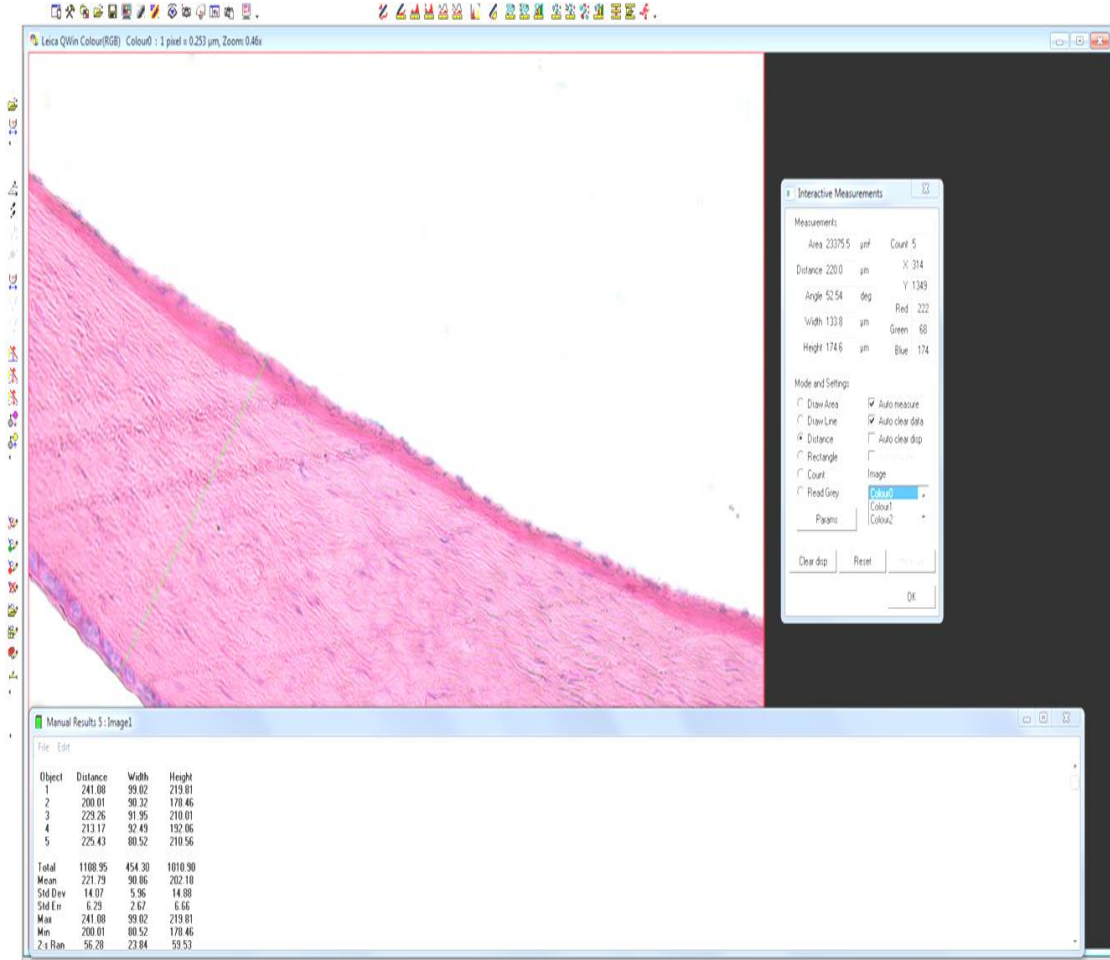 Leica QWin Colour(RGB) Colour0 : 1 pixel = 0.253 µm, Zoom: 0.46x
Interactive Measurements
Measurements
Area 23375.5 µm² Count 5
Distance 220.0 µm X 314
Y 1349
Angle 52.54 deg
Red 222
Width 133.8 µm
Green 68
Height 174.6 µm
Blue 174
Mode and Settings
Draw Area Auto measure
Draw Line Auto clear data
Distance Auto clear disp
Rectangle
Count Image
Read Grey Colour0
Colour1
Params Colour2
Clear disp Reset
OK
Manual Results 5 : Image1
File Edit
Object Distance Width Height
1 241.08 99.02 219.81
2 200.01 90.32 178.46
3 229.26 91.95 210.01
4 213.17 92.49 192.06
5 225.43 80.52 210.56
Total 1108.95 454.30 1010.90
Mean 221.79 90.86 202.18
Std Dev 14.07 5.96 14.88
Std Err 6.29 2.67 6.66
Max 241.08 99.02 219.81
Min 200.01 80.52 178.46
2-s Ran 56.28 23.84 59.53